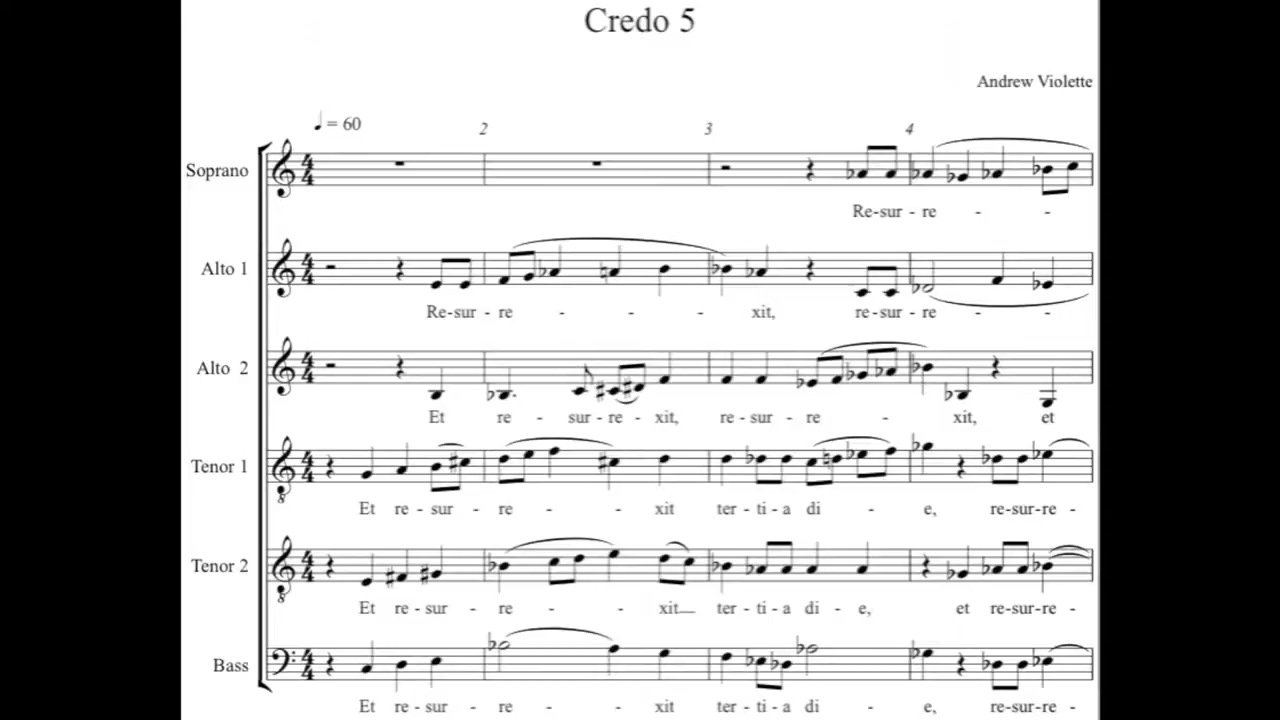 Credo 5
Andrew Violette
♩ = 60
2 3 4
Soprano
Re-sur - re - -
Alto 1
Re-sur - re - - - xit, re-sur - re - -
Alto 2
Et re - sur - re - xit, re - sur - re - xit, et
Tenor 1
8
Et re - sur - re - - xit ter - ti - a di - e, re-sur-re -
Tenor 2
8
Et re - sur - re - - xit__ ter - ti - a di - e, et re-sur-re -
Bass
Et re - sur - re - - xit ter - ti - a di - e, re-sur-re -